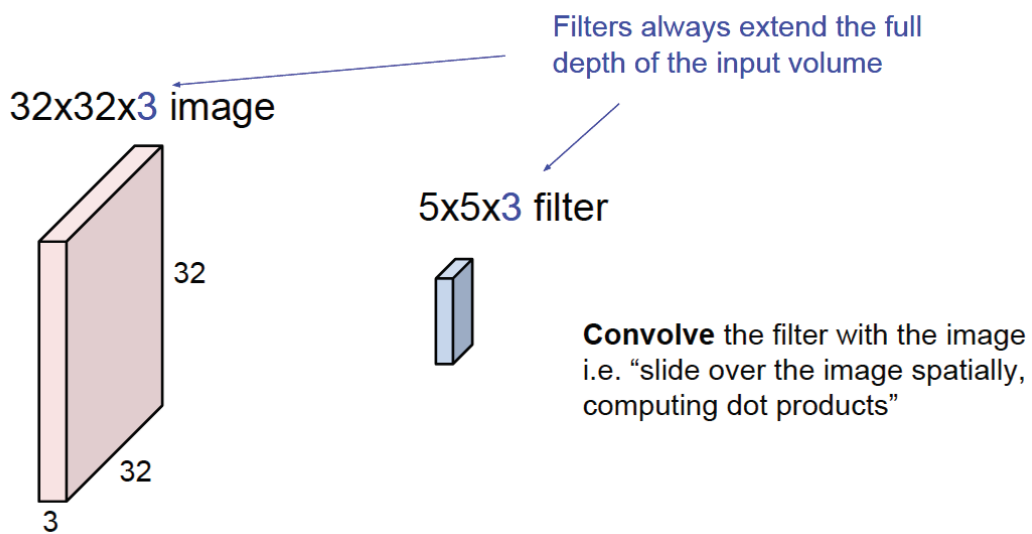 Filters always extend the full
depth of the input volume
32x32x3 image
5x5x3 filter
32
32
3
Convolve the filter with the image
i.e. “slide over the image spatially,
computing dot products”